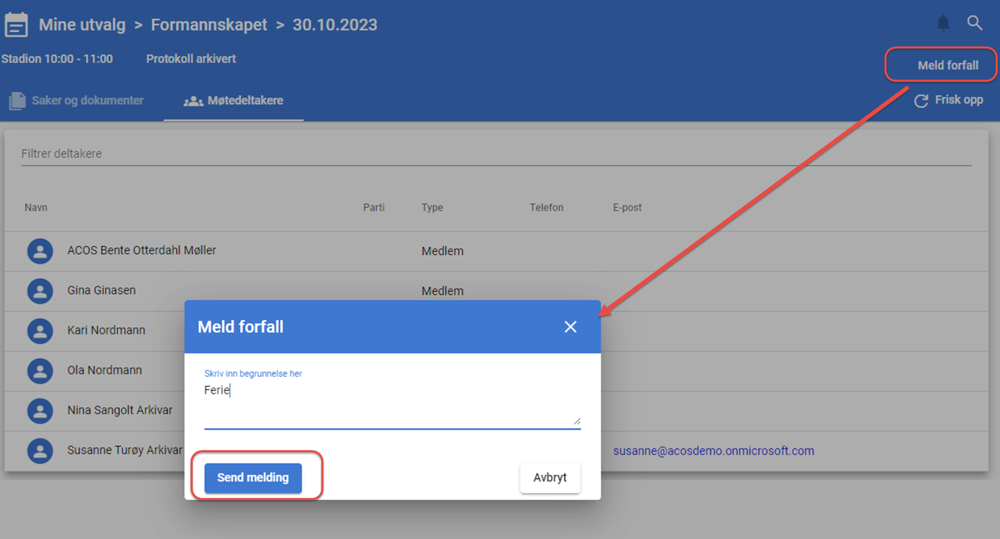 Mine utvalg > Formannskapet > 30.10.2023
Stadion 10:00 - 11:00 Protokoll arkivert
Meld forfall
Saker og dokumenter Møtedeltakere Frisk opp
Filtrer deltakere
Navn Parti Type Telefon E-post
ACOS Bente Otterdahl Møller Medlem
Gina Ginasen Medlem
Kari Nordmann
Ola Nordmann
Nina Sangolt Arkivar
Susanne Turøy Arkivar susanne@acosdemo.onmicrosoft.com
Meld forfall
Skriv inn begrunnelse her
Ferie
Send melding Avbryt